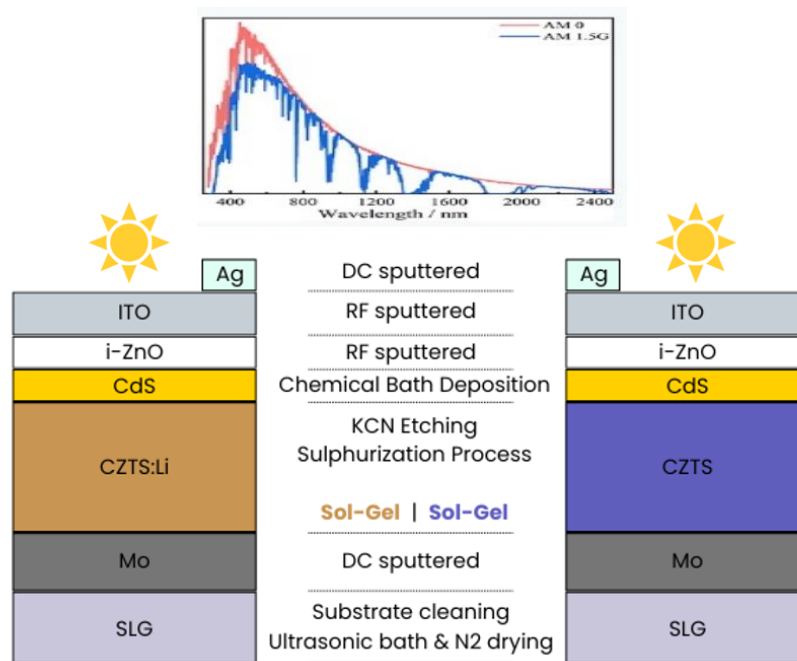 AM 0
AM 1.5G
400 800 1200 1600 2000 2400
Wavelength / nm
Ag DC sputtered Ag
ITO RF sputtered ITO
i-ZnO RF sputtered i-ZnO
CdS Chemical Bath Deposition CdS
KCN Etching
Sulphurization Process
CZTS:Li CZTS
Sol-Gel | Sol-Gel
Mo DC sputtered Mo
Substrate cleaning
SLG SLG
Ultrasonic bath & N2 drying